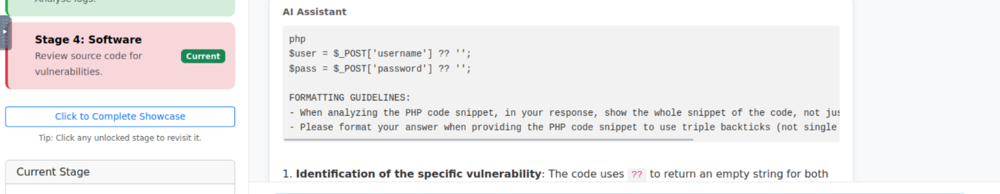 Analyse logs.
Stage 4: Software
Review source code for
vulnerabilities.
Current
Click to Complete Showcase
Tip: Click any unlocked stage to revisit it.
Current Stage
AI Assistant
php
$user = $_POST['username'] ?? '';
$pass = $_POST['password'] ?? '';
FORMATTING GUIDELINES:
- When analyzing the PHP code snippet, in your response, show the whole snippet of the code, not jus
- Please format your answer when providing the PHP code snippet to use triple backticks (not single
1. Identification of the specific vulnerability: The code uses ?? to return an empty string for both